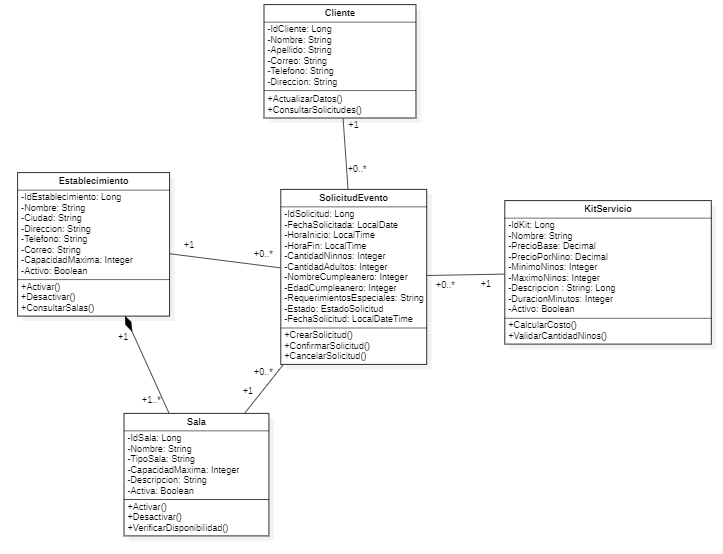 Cliente
-IdCliente: Long
-Nombre: String
-Apellido: String
-Correo: String
-Telefono: String
-Direccion: String
+ActualizarDatos()
+ConsultarSolicitudes()
+1
+0..*
Establecimiento
-IdEstablecimiento: Long
-Nombre: String
-Ciudad: String
-Direccion: String
-Telefono: String
-Correo: String
-CapacidadMaxima: Integer
-Activo: Boolean
+Activar()
+Desactivar()
+ConsultarSalas()
+1
+0..*
SolicitudEvento
-IdSolicitud: Long
-FechaSolicitada: LocalDate
-HoraInicio: LocalTime
-HoraFin: LocalTime
-CantidadNinnos: Integer
-CantidadAdultos: Integer
-NombreCumpleanero: Integer
-EdadCumpleanero: Integer
-RequerimientosEspeciales: String
-Estado: EstadoSolicitud
-FechaSolicitud: LocalDateTime
+CrearSolicitud()
+ConfirmarSolicitud()
+CancelarSolicitud()
+0..*
+1
KitServicio
-IdKit: Long
-Nombre: String
-PrecioBase: Decimal
-PrecioPorNino: Decimal
-MinimoNinos: Integer
-MaximoNinos: Integer
-Descripcion : String: Long
-DuracionMinutos: Integer
-Activo: Boolean
+CalcularCosto()
+ValidarCantidadNinos()
+1
+1..*
+0..*
+1
Sala
-IdSala: Long
-Nombre: String
-TipoSala: String
-CapacidadMaxima: Integer
-Descripcion: String
-Activa: Boolean
+Activar()
+Desactivar()
+VerificarDisponibilidad()